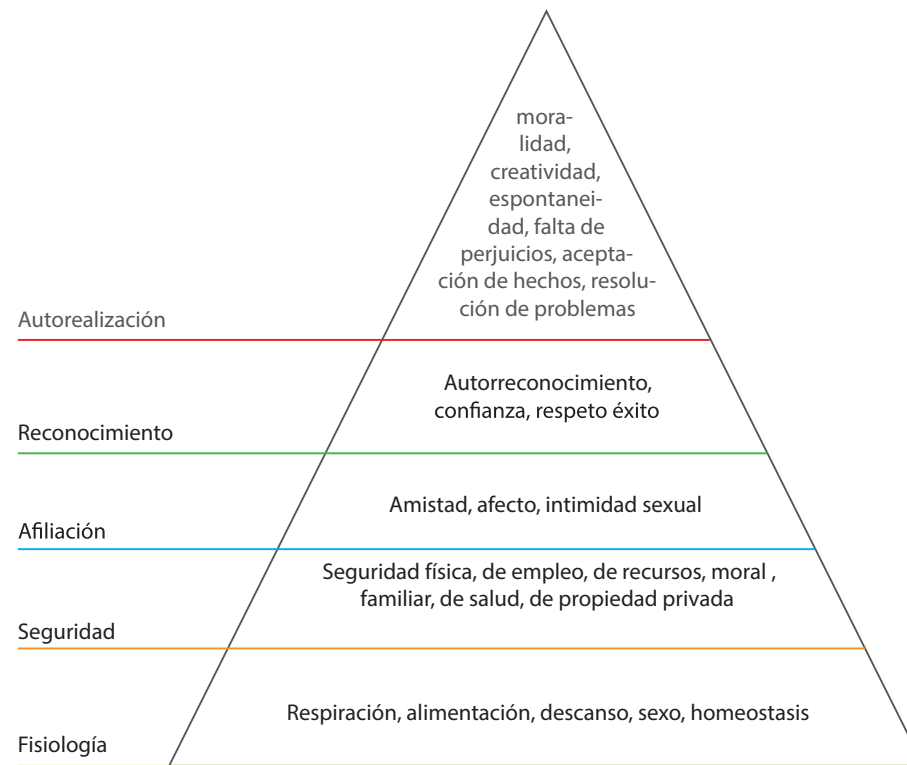 mora-
lidad,
creatividad,
espontanei-
dad, falta de
perjuicios, acepta-
ción de hechos, resolu-
ción de problemas
Autorealización
Autorreconocimiento,
confianza, respeto éxito
Reconocimiento
Amistad, afecto, intimidad sexual
Afiliación
Seguridad física, de empleo, de recursos, moral ,
familiar, de salud, de propiedad privada
Seguridad
Respiración, alimentación, descanso, sexo, homeostasis
Fisiología